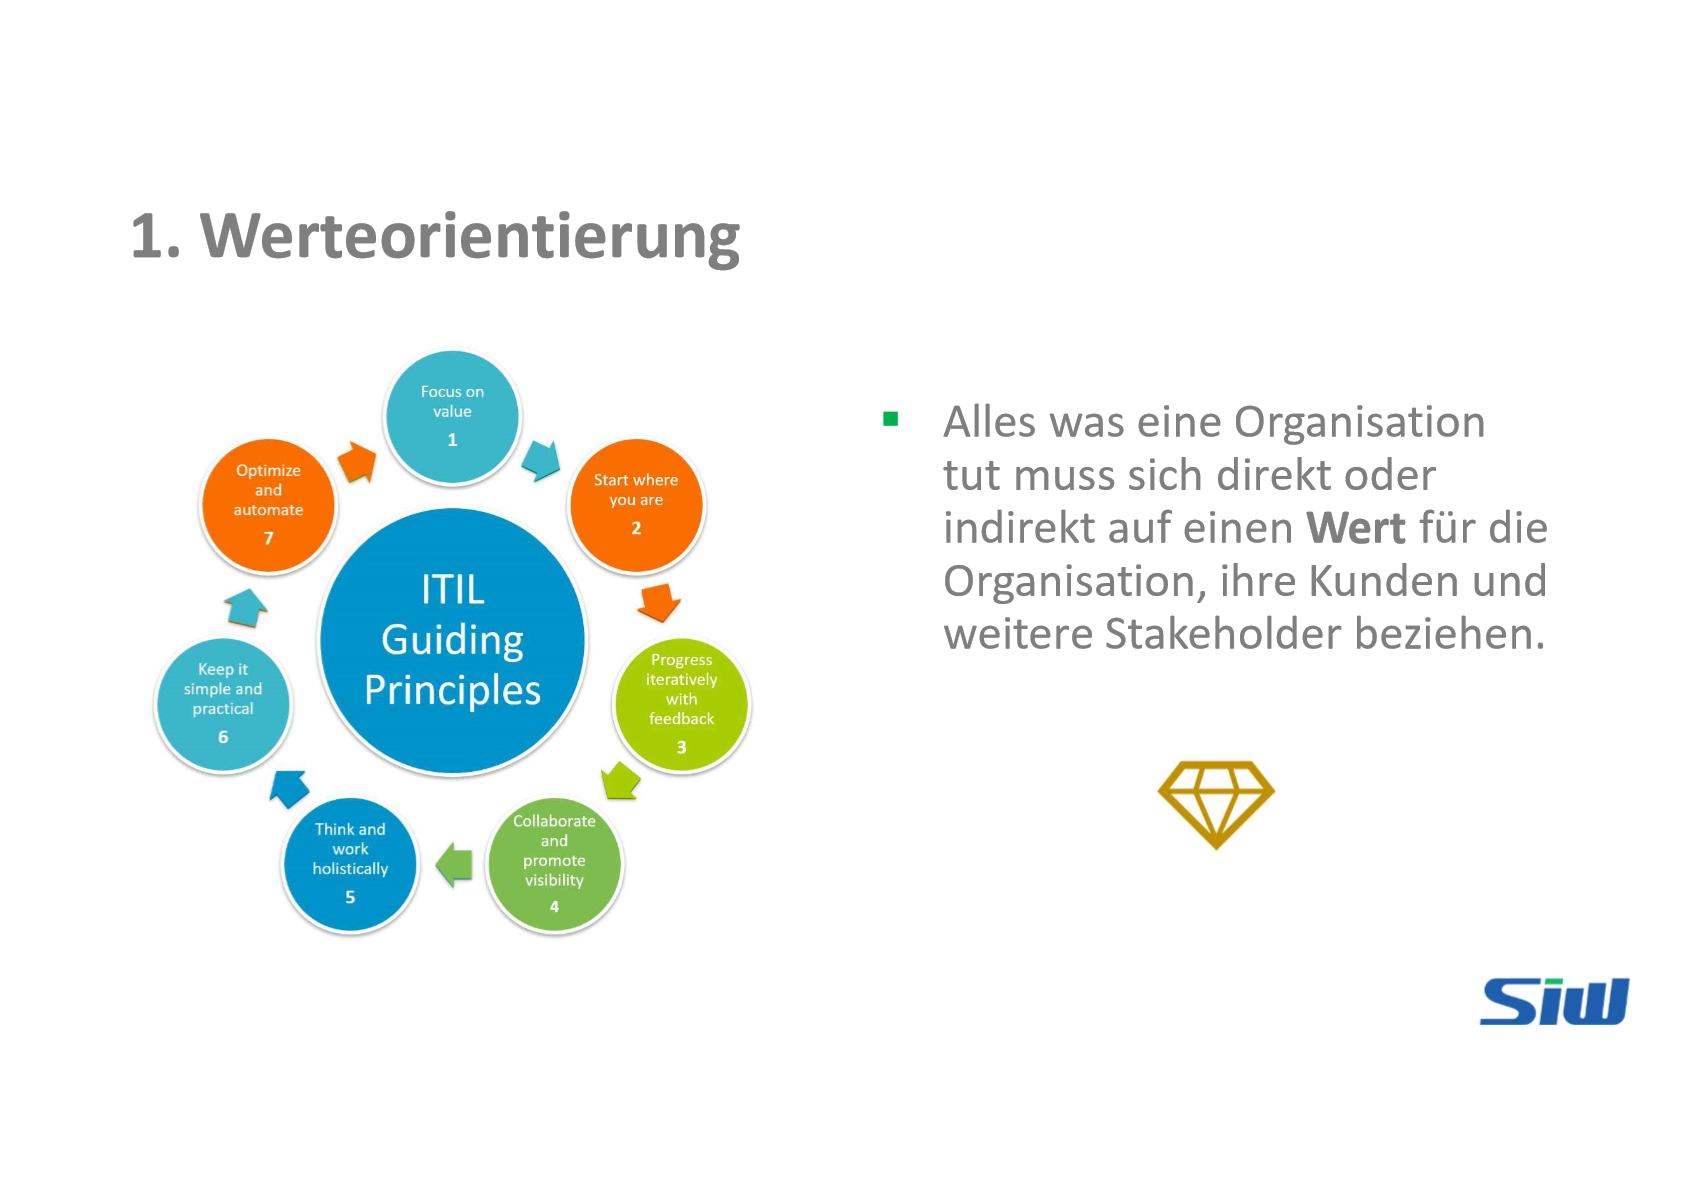 1. Werteorientierung
Focus on
value
1
Start where
you are
2
Progress
iteratively
with
feedback
3
Collaborate
and
promote
visibility
4
Think and
work
holistically
5
Keep it
simple and
practical
6
Optimize
and
automate
7
ITIL
Guiding
Principles
Alles was eine Organisation
tut muss sich direkt oder
indirekt auf einen Wert für die
Organisation, ihre Kunden und
weitere Stakeholder beziehen.
Siw